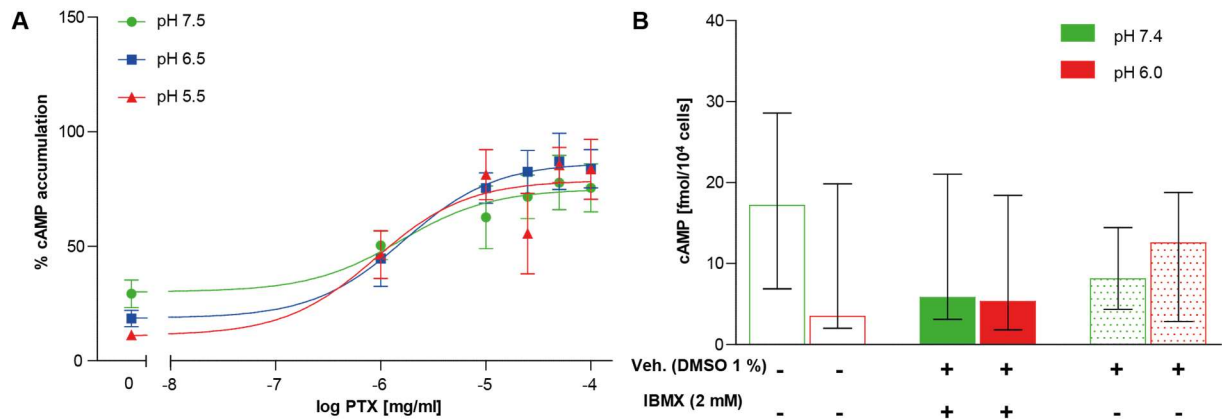 A
pH 7.5
pH 6.5
pH 5.5
% cAMP accumulation
150
100
50
0
0 -8 -7 -6 -5 -4
log PTX [mg/ml]
B
pH 7.4
pH 6.0
cAMP [fmol/10⁴ cells]
40
30
20
10
0
Veh. (DMSO 1 %) - - + + + +
IBMX (2 mM) - - + + - -